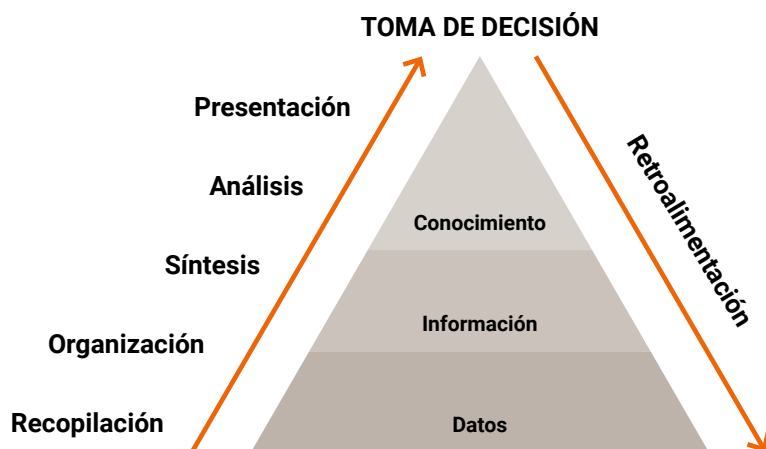 TOMA DE DECISIÓN
Presentación
Análisis
Retroalimentación
Conocimiento
Síntesis
Información
Organización
Recopilación
Datos